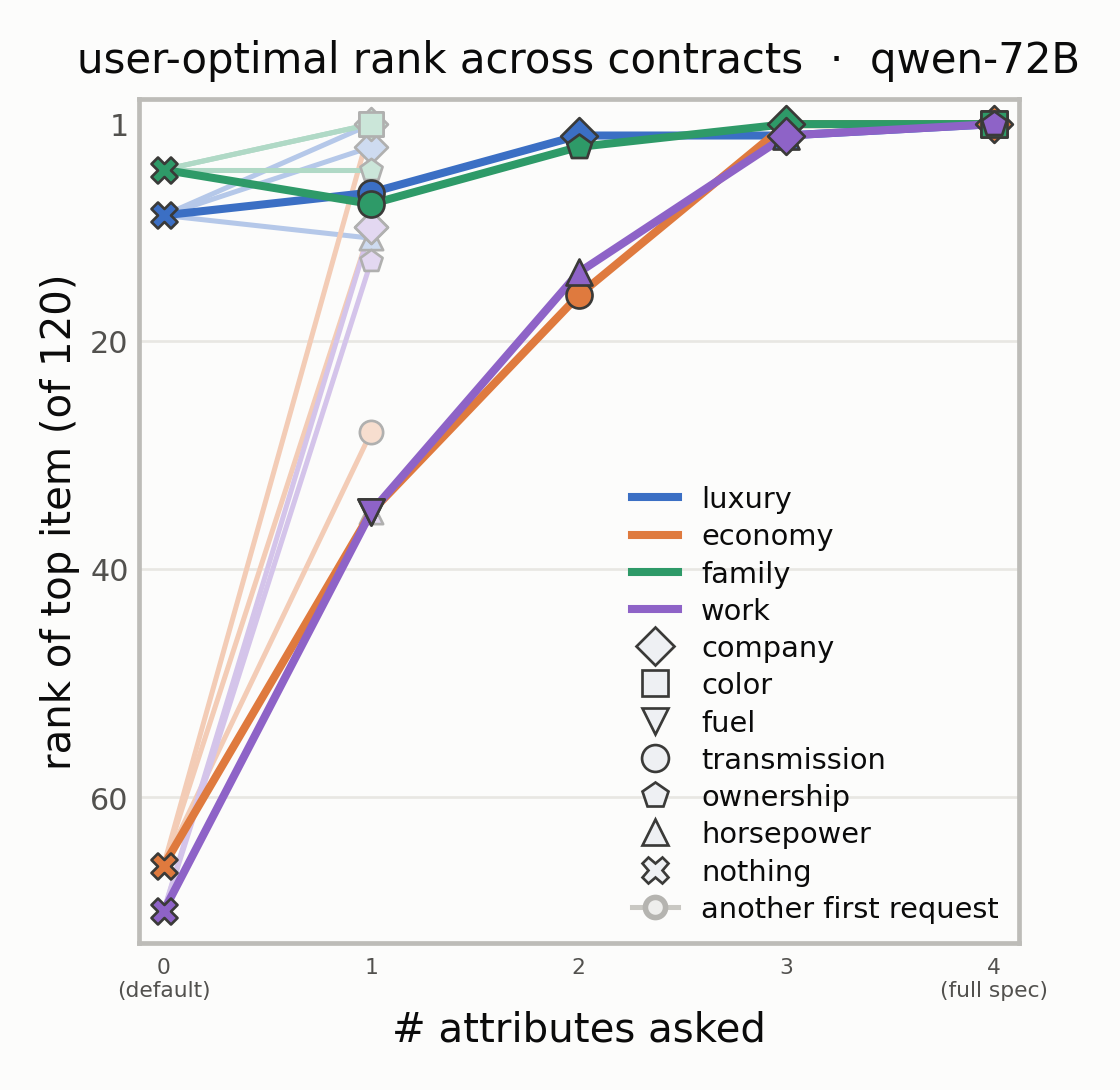 user-optimal rank across contracts · qwen-72B
rank of top item (of 120)
1
20
40
60
luxury
economy
family
work
company
color
fuel
transmission
ownership
horsepower
nothing
another first request
0 1 2 3 4
(default) (full spec)
# attributes asked